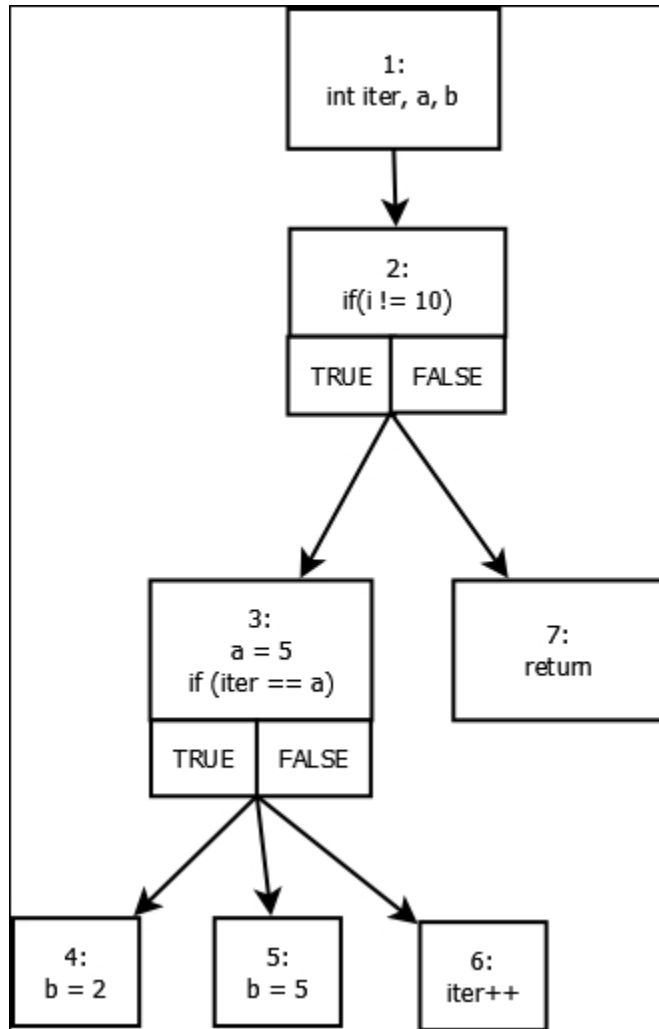 1:
int iter, a, b
2:
if(i != 10)
TRUE FALSE
3:
a = 5
if (iter == a)
TRUE FALSE
7:
return
4:
b = 2
5:
b = 5
6:
iter++